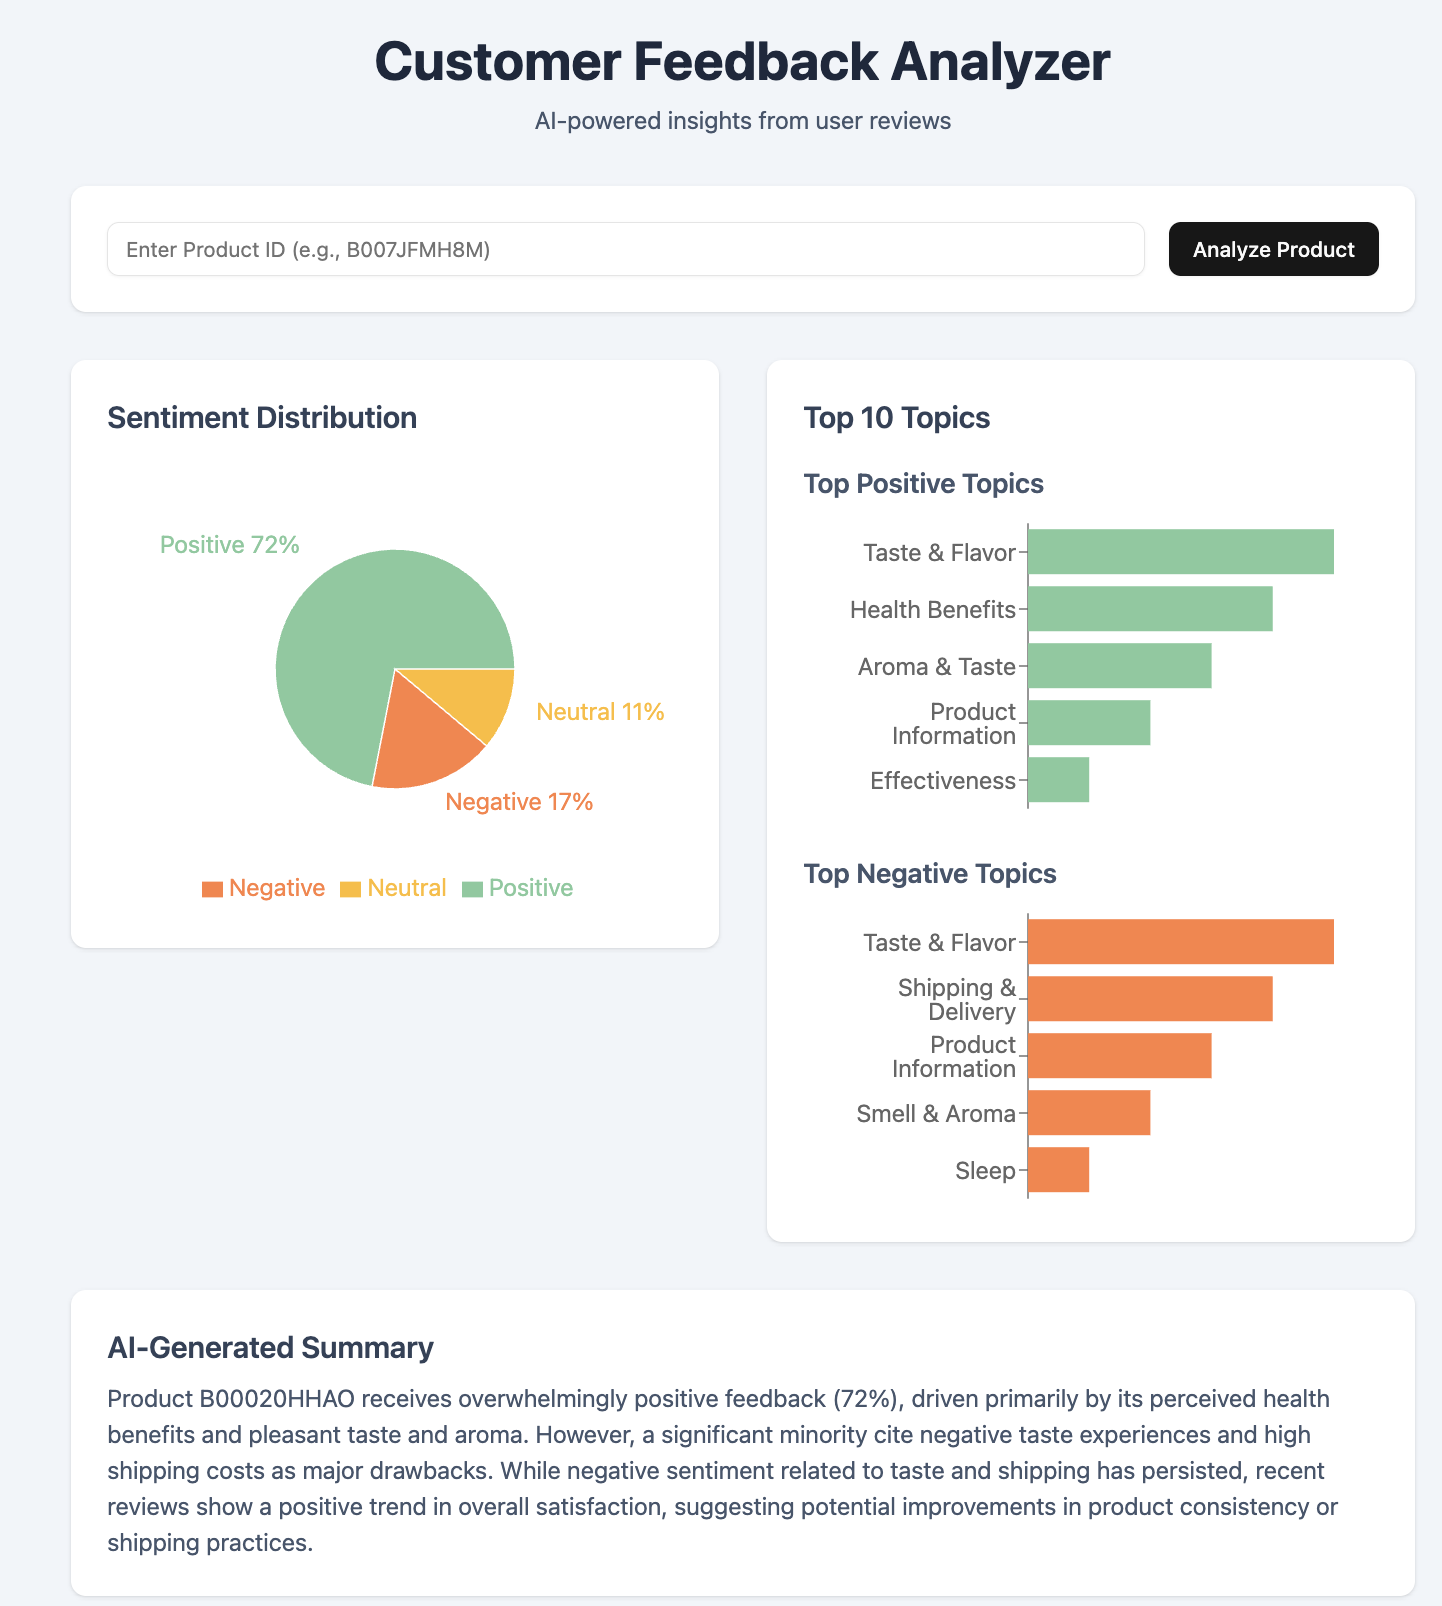 Customer Feedback Analyzer
AI-powered insights from user reviews
Enter Product ID (e.g., B007JFMH8M)
Analyze Product
Sentiment Distribution
Positive 72%
Neutral 11%
Negative 17%
Negative
Neutral
Positive
Top 10 Topics
Top Positive Topics
Taste & Flavor
Health Benefits
Aroma & Taste
Product
Information
Effectiveness
Top Negative Topics
Taste & Flavor
Shipping &
Delivery
Product
Information
Smell & Aroma
Sleep
AI-Generated Summary
Product B00020HHAO receives overwhelmingly positive feedback (72%), driven primarily by its perceived health
benefits and pleasant taste and aroma. However, a significant minority cite negative taste experiences and high
shipping costs as major drawbacks. While negative sentiment related to taste and shipping has persisted, recent
reviews show a positive trend in overall satisfaction, suggesting potential improvements in product consistency or
shipping practices.